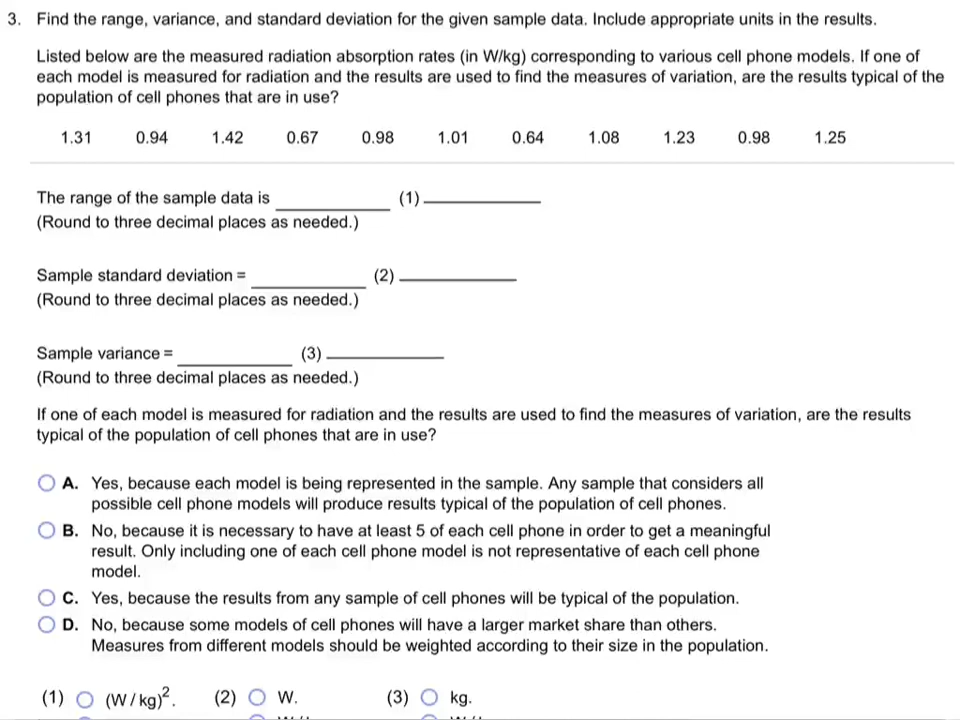 3. Find the range, variance, and standard deviation for the given sample data. Include appropriate units in the results.
Listed below are the measured radiation absorption rates (in W/kg) corresponding to various cell phone models. If one of
each model is measured for radiation and the results are used to find the measures of variation, are the results typical of the
population of cell phones that are in use?
1.31 0.94 1.42 0.67 0.98 1.01 0.64 1.08 1.23 0.98 1.25
The range of the sample data is (1)
(Round to three decimal places as needed.)
Sample standard deviation = (2)
(Round to three decimal places as needed.)
Sample variance = (3)
(Round to three decimal places as needed.)
If one of each model is measured for radiation and the results are used to find the measures of variation, are the results
typical of the population of cell phones that are in use?
A. Yes, because each model is being represented in the sample. Any sample that considers all
possible cell phone models will produce results typical of the population of cell phones.
B. No, because it is necessary to have at least 5 of each cell phone in order to get a meaningful
result. Only including one of each cell phone model is not representative of each cell phone
model.
C. Yes, because the results from any sample of cell phones will be typical of the population.
D. No, because some models of cell phones will have a larger market share than others.
Measures from different models should be weighted according to their size in the population.
(1) (W/kg)². (2) W. (3) kg.